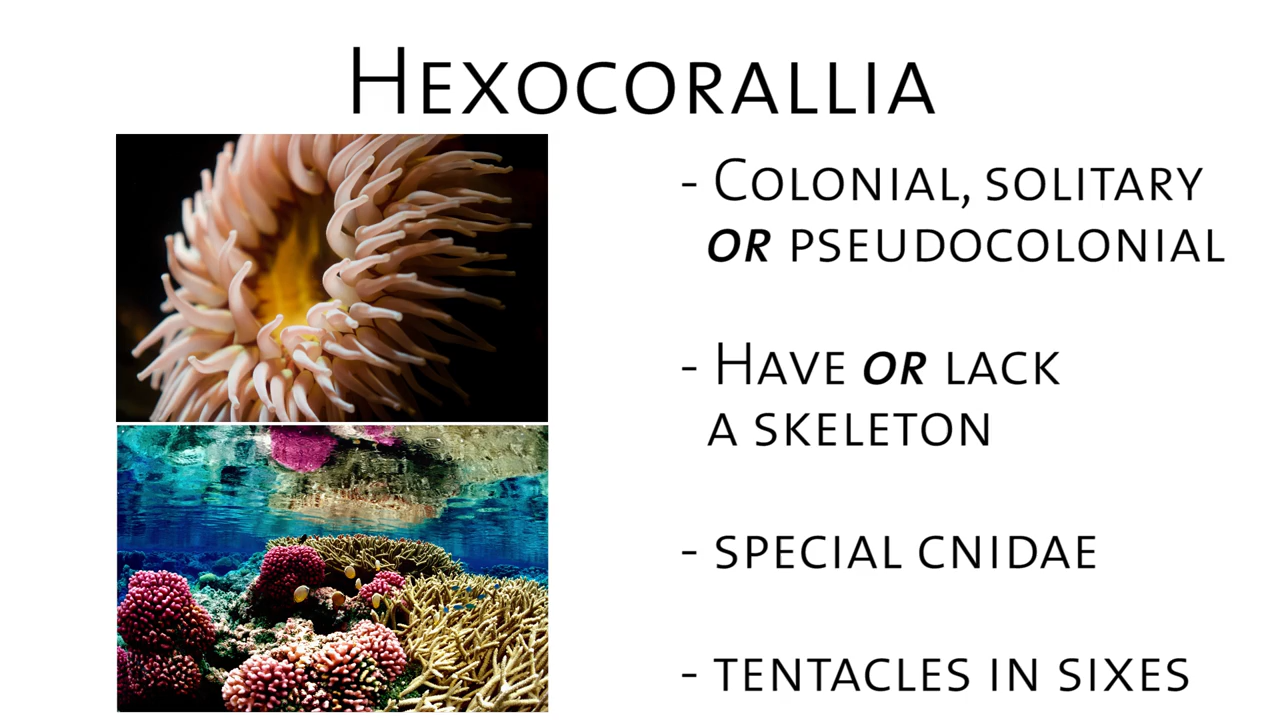 Hexocorallia
- Colonial, solitary
or pseudocolonial
- Have or lack
a skeleton
- special cnidae
- tentacles in sixes